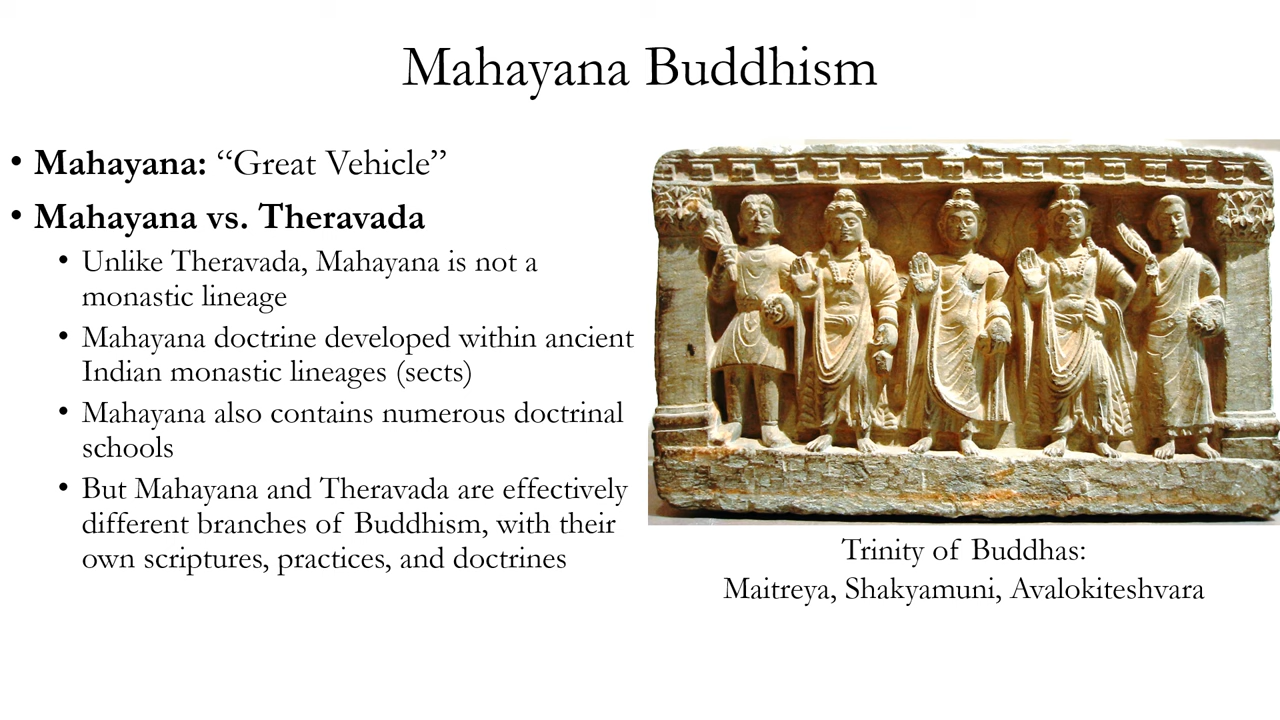 Mahayana Buddhism
• Mahayana: “Great Vehicle”
• Mahayana vs. Theravada
• Unlike Theravada, Mahayana is not a
monastic lineage
• Mahayana doctrine developed within ancient
Indian monastic lineages (sects)
• Mahayana also contains numerous doctrinal
schools
• But Mahayana and Theravada are effectively
different branches of Buddhism, with their
own scriptures, practices, and doctrines
Trinity of Buddhas:
Maitreya, Shakyamuni, Avalokiteshvara